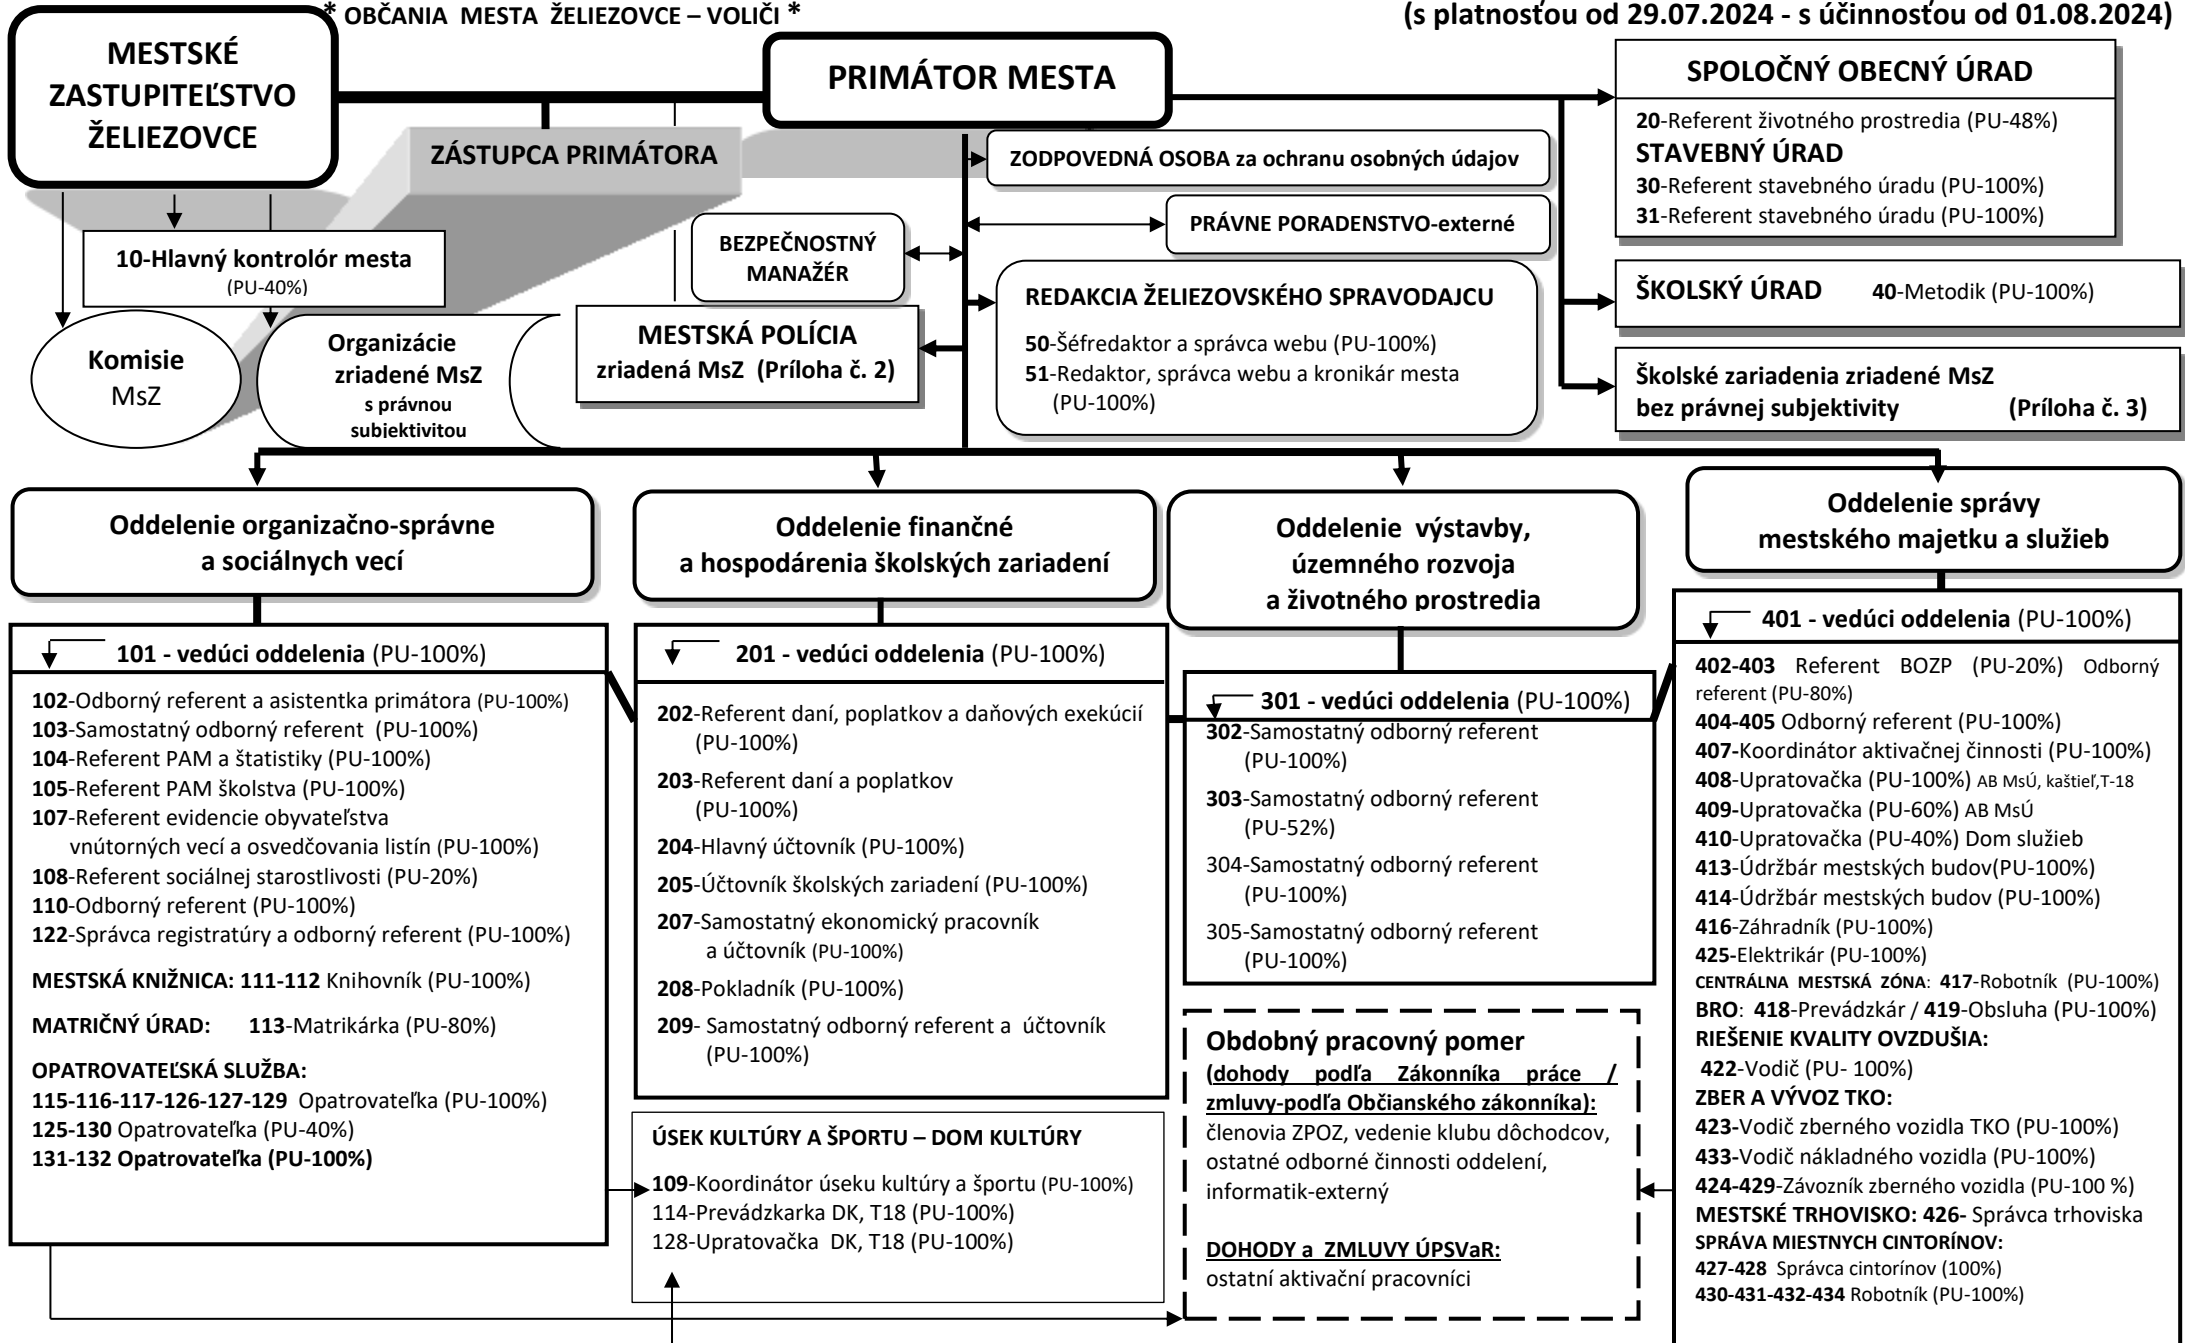 * OBČANIA MESTA ŽELIEZOVCE – VOLIČI *
(s platnosťou od 29.07.2024 - s účinnosťou od 01.08.2024)
MESTSKÉ
ZASTUPITEĽSTVO
ŽELIEZOVCE
PRIMÁTOR MESTA
ZÁSTUPCA PRIMÁTORA
SPOLOČNÝ OBECNÝ ÚRAD
20-Referent životného prostredia (PU-48%)
STAVEBNÝ ÚRAD
30-Referent stavebného úradu (PU-100%)
31-Referent stavebného úradu (PU-100%)
ZODPOVEDNÁ OSOBA za ochranu osobných údajov
PRÁVNE PORADENSTVO-externé
BEZPEČNOSTNÝ
MANAŽÉR
10-Hlavný kontrolór mesta
(PU-40%)
REDAKCIA ŽELIEZOVSKÉHO SPRAVODAJCU
50-Šéfredaktor a správca webu (PU-100%)
51-Redaktor, správca webu a kronikár mesta
(PU-100%)
ŠKOLSKÝ ÚRAD 40-Metodik (PU-100%)
Školské zariadenia zriadené MsZ
bez právnej subjektivity (Príloha č. 3)
Komisie
MsZ
Organizácie
zriadené MsZ
s právnou
subjektivitou
MESTSKÁ POLÍCIA
zriadená MsZ (Príloha č. 2)
Oddelenie organizačno-správne
a sociálnych vecí
Oddelenie finančné
a hospodárenia školských zariadení
Oddelenie výstavby,
územného rozvoja
a životného prostredia
Oddelenie správy
mestského majetku a služieb
101 - vedúci oddelenia (PU-100%)
102-Odborný referent a asistentka primátora (PU-100%)
103-Samostatný odborný referent (PU-100%)
104-Referent PAM a štatistiky (PU-100%)
105-Referent PAM školstva (PU-100%)
107-Referent evidencie obyvateľstva
vnútorných vecí a osvedčovania listín (PU-100%)
108-Referent sociálnej starostlivosti (PU-20%)
110-Odborný referent (PU-100%)
122-Správca registratúry a odborný referent (PU-100%)
MESTSKÁ KNIŽNICA: 111-112 Knihovník (PU-100%)
MATRIČNÝ ÚRAD: 113-Matrikárka (PU-80%)
OPATROVATEĽSKÁ SLUŽBA:
115-116-117-126-127-129 Opatrovateľka (PU-100%)
125-130 Opatrovateľka (PU-40%)
131-132 Opatrovateľka (PU-100%)
201 - vedúci oddelenia (PU-100%)
202-Referent daní, poplatkov a daňových exekúcií
(PU-100%)
203-Referent daní a poplatkov
(PU-100%)
204-Hlavný účtovník (PU-100%)
205-Účtovník školských zariadení (PU-100%)
207-Samostatný ekonomický pracovník
a účtovník (PU-100%)
208-Pokladník (PU-100%)
209- Samostatný odborný referent a účtovník
(PU-100%)
ÚSEK KULTÚRY A ŠPORTU – DOM KULTÚRY
109-Koordinátor úseku kultúry a športu (PU-100%)
114-Prevádzkarka DK, T18 (PU-100%)
128-Upratovačka DK, T18 (PU-100%)
301 - vedúci oddelenia (PU-100%)
302-Samostatný odborný referent
(PU-100%)
303-Samostatný odborný referent
(PU-52%)
304-Samostatný odborný referent
(PU-100%)
305-Samostatný odborný referent
(PU-100%)
Obdobný pracovný pomer
(dohody podľa Zákonníka práce /
zmluvy-podľa Občianského zákonníka):
členovia ZPOZ, vedenie klubu dôchodcov,
ostatné odborné činnosti oddelení,
informatik-externý
DOHODY a ZMLUVY ÚPSVaR:
ostatní aktivační pracovníci
401 - vedúci oddelenia (PU-100%)
402-403 Referent BOZP (PU-20%) Odborný
referent (PU-80%)
404-405 Odborný referent (PU-100%)
407-Koordinátor aktivačnej činnosti (PU-100%)
408-Upratovačka (PU-100%) AB MsÚ, kaštieľ,T-18
409-Upratovačka (PU-60%) AB MsÚ
410-Upratovačka (PU-40%) Dom služieb
413-Údržbár mestských budov(PU-100%)
414-Údržbár mestských budov (PU-100%)
416-Záhradník (PU-100%)
425-Elektrikár (PU-100%)
CENTRÁLNA MESTSKÁ ZÓNA: 417-Robotník (PU-100%)
BRO: 418-Prevádzkár / 419-Obsluha (PU-100%)
RIEŠENIE KVALITY OVZDUŠIA:
422-Vodič (PU- 100%)
ZBER A VÝVOZ TKO:
423-Vodič zberného vozidla TKO (PU-100%)
433-Vodič nákladného vozidla (PU-100%)
424-429-Závozník zberného vozidla (PU-100 %)
MESTSKÉ TRHOVISKO: 426- Správca trhoviska
SPRÁVA MIESTNYCH CINTORÍNOV:
427-428 Správca cintorínov (100%)
430-431-432-434 Robotník (PU-100%)